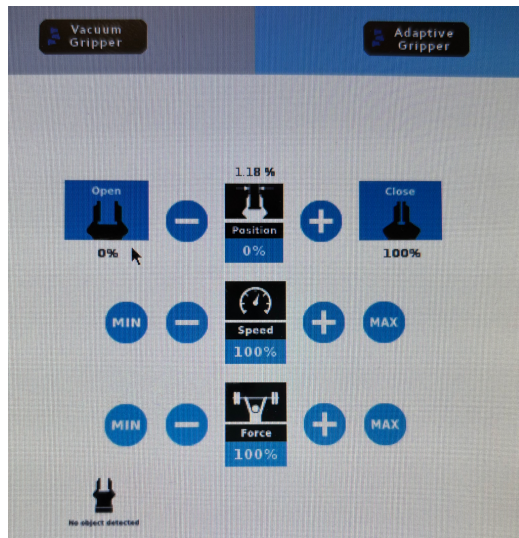 Vacuum
Gripper
Adaptive
Gripper
1.18 %
Open
Position
Close
0%
0%
100%
MIN
Speed
MAX
100%
MIN
Force
MAX
100%
No object detected